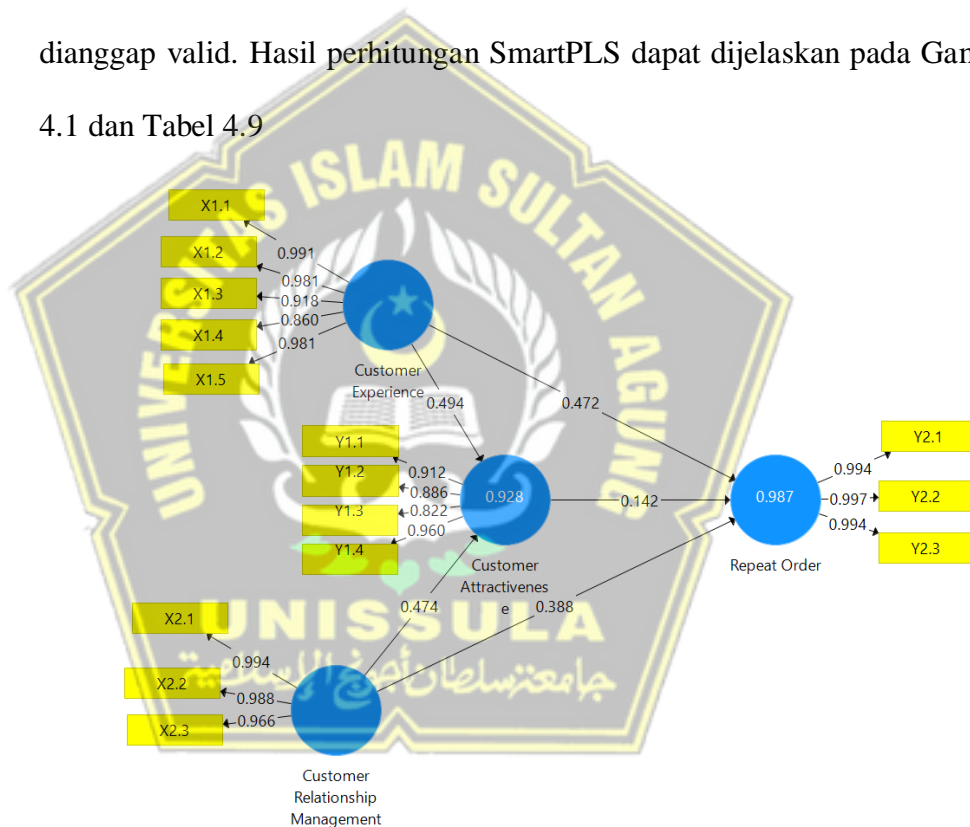 dianggap valid. Hasil perhitungan SmartPLS dapat dijelaskan pada Gam
4.1 dan Tabel 4.9
UNIVERSITAS ISLAM SULTAN AGUNG
X1.1
X1.2
X1.3
X1.4
X1.5
0.991
0.981
0.918
0.860
0.981
Customer
Experience
0.494
0.472
Y1.1
Y1.2
Y1.3
Y1.4
0.912
0.886
0.822
0.960
0.928
Customer
Attractivenes
e
0.142
0.987
Repeat Order
Y2.1
Y2.2
Y2.3
0.994
0.997
0.994
0.474
0.388
UNISSULA
جامعتنسلطان أجونج الإسلامية
X2.1
X2.2
X2.3
0.994
0.988
0.966
Customer
Relationship
Management